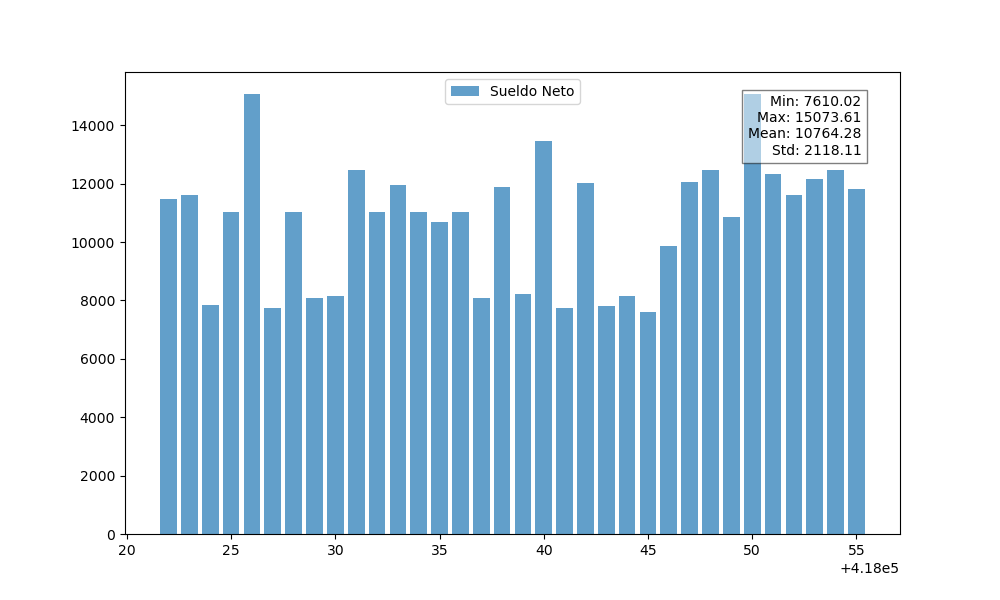 Sueldo Neto
Min: 7610.02
Max: 15073.61
Mean: 10764.28
Std: 2118.11
14000
12000
10000
8000
6000
4000
2000
0
20 25 30 35 40 45 50 55
+4.18e5